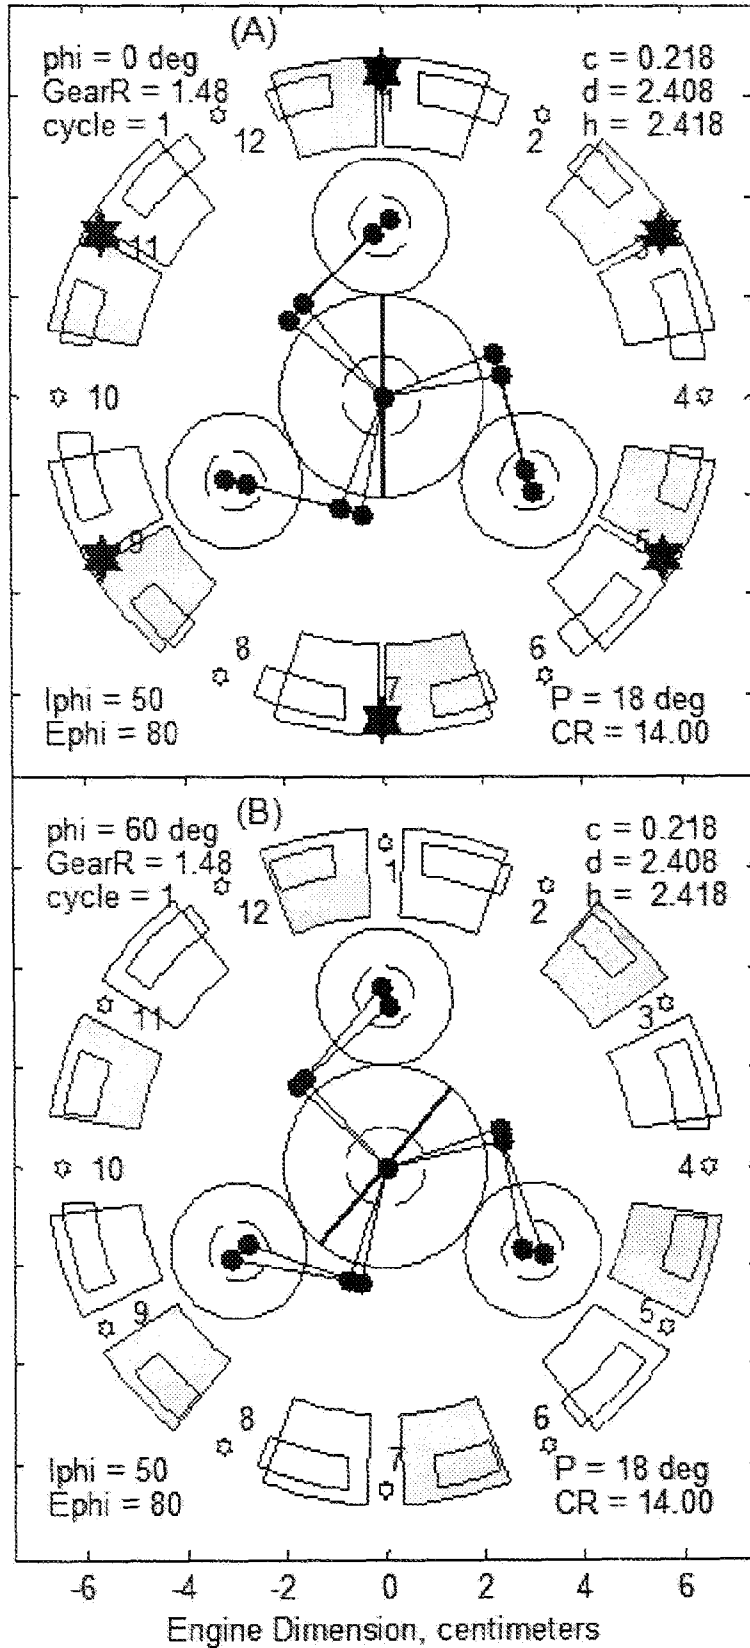 (A)
phi = 0 deg
GearR = 1.48
cycle = 1
c = 0.218
d = 2.408
h = 2.418
1
2
3
4
5
6
7
8
9
10
11
12
Iphi = 50
Ephi = 80
P = 18 deg
CR = 14.00
(B)
phi = 60 deg
GearR = 1.48
cycle = 1
c = 0.218
d = 2.408
h = 2.418
1
2
3
4
5
6
7
8
9
10
11
12
Iphi = 50
Ephi = 80
P = 18 deg
CR = 14.00
-6 -4 -2 0 2 4 6
Engine Dimension, centimeters